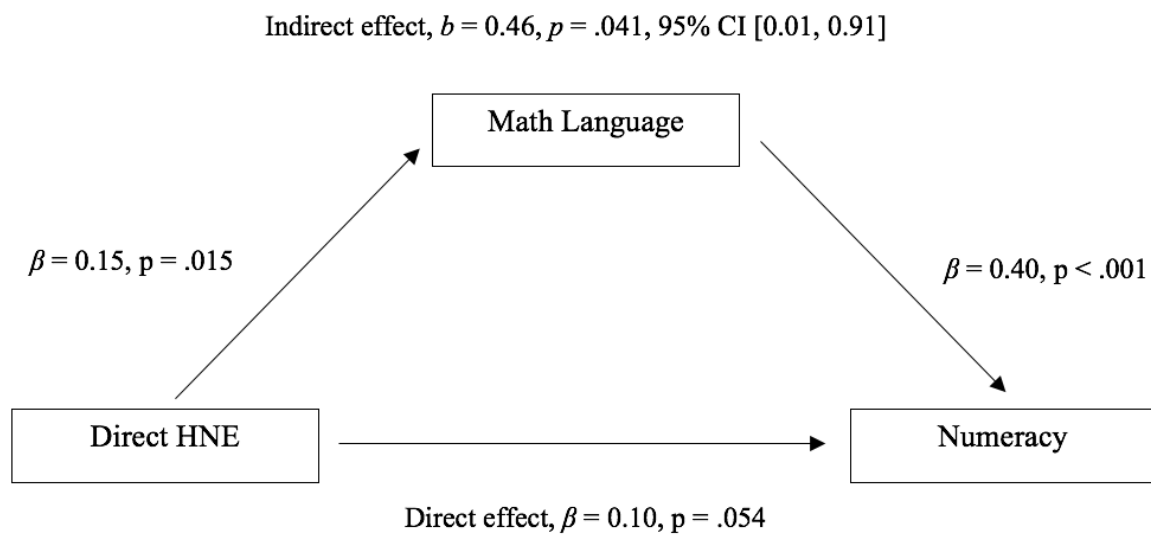 Indirect effect, b = 0.46, p = .041, 95% CI [0.01, 0.91]
Math Language
β = 0.15, p = .015
β = 0.40, p < .001
Direct HNE
Numeracy
Direct effect, β = 0.10, p = .054